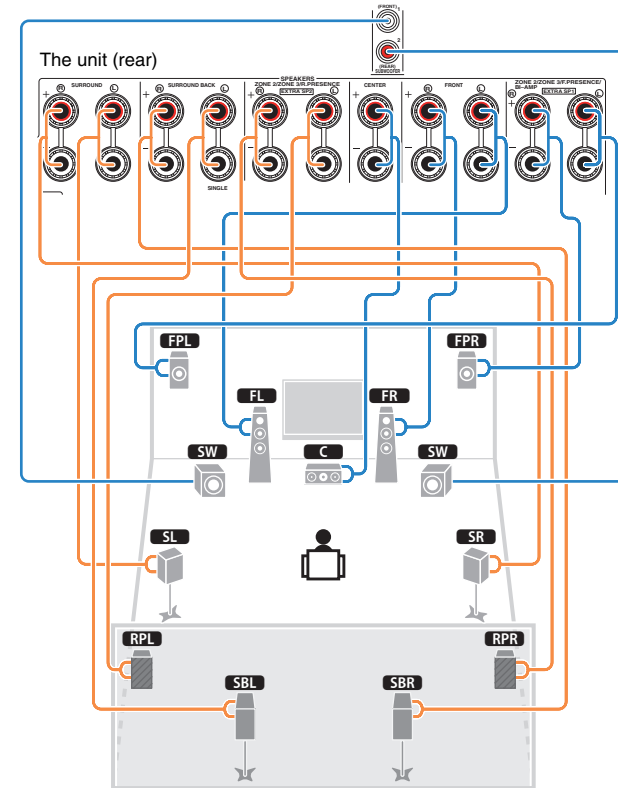 (FRONT) 1
2
(REAR)
SUBWOOFER
The unit (rear)
SPEAKERS
SURROUND
SURROUND BACK
ZONE 2/ZONE 3/R.PRESENCE
EXTRA SP2
CENTER
FRONT
ZONE 2/ZONE 3/F.PRESENCE/
BI-AMP
EXTRA SP1
R L R L R L R L R L
+ + + + + +
– – – – – –
SINGLE
FPL FPR
FL FR
SW C SW
SL SR
RPL RPR
SBL SBR